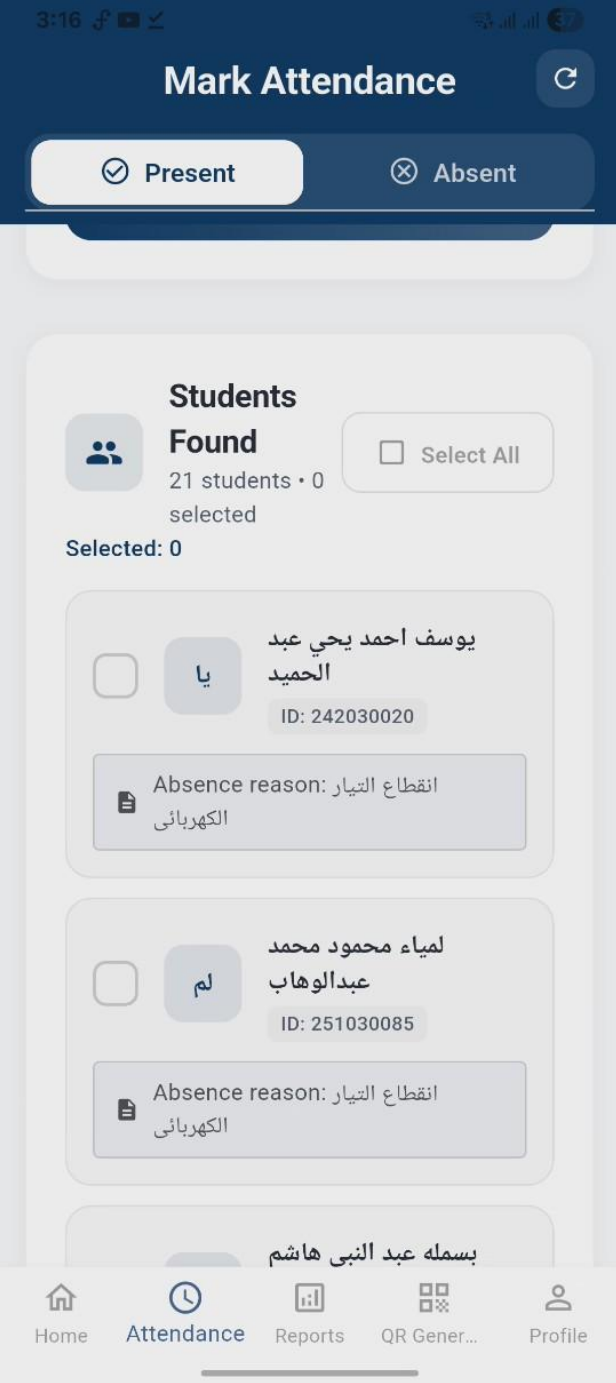 3:16
37
Mark Attendance
Present
Absent
Students
Found
21 students • 0
selected
Select All
Selected: 0
يا
يوسف احمد يحي عبد
الحميد
ID: 242030020
Absence reason: انقطاع التيار
الكهربائى
لم
لمياء محمود محمد
عبدالوهاب
ID: 251030085
Absence reason: انقطاع التيار
الكهربائى
بسمله عبد النبى هاشم
Home
Attendance
Reports
QR Gener...
Profile